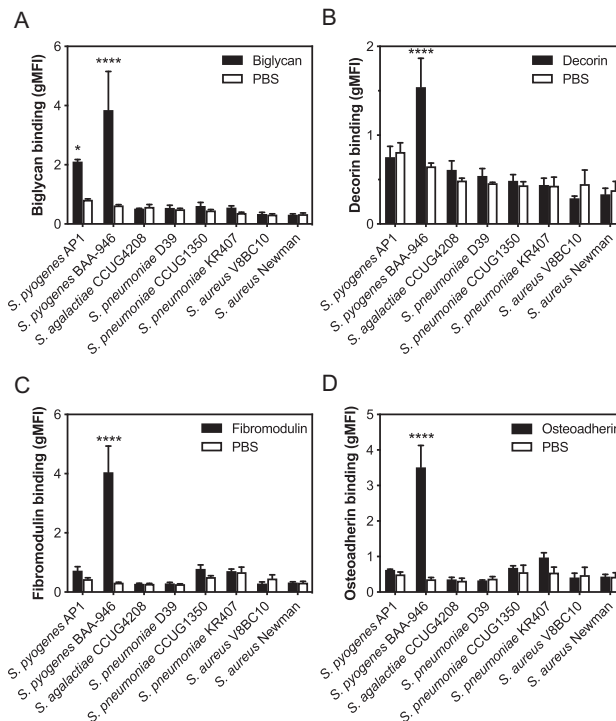 A
Biglycan binding (gMFI)
6
4
2
0
****
*
Biglycan
PBS
S. pyogenes AP1
S. pyogenes BAA-946
S. agalactiae CCUG4208
S. pneumoniae D39
S. pneumoniae CCUG1350
S. pneumoniae KR407
S. aureus V8BC10
S. aureus Newman
B
Decorin binding (gMFI)
2
1
0
****
Decorin
PBS
S. pyogenes AP1
S. pyogenes BAA-946
S. agalactiae CCUG4208
S. pneumoniae D39
S. pneumoniae CCUG1350
S. pneumoniae KR407
S. aureus V8BC10
S. aureus Newman
C
Fibromodulin binding (gMFI)
6
4
2
0
****
Fibromodulin
PBS
S. pyogenes AP1
S. pyogenes BAA-946
S. agalactiae CCUG4208
S. pneumoniae D39
S. pneumoniae CCUG1350
S. pneumoniae KR407
S. aureus V8BC10
S. aureus Newman
D
Osteoadherin binding (gMFI)
5
4
3
2
1
0
****
Osteoadherin
PBS
S. pyogenes AP1
S. pyogenes BAA-946
S. agalactiae CCUG4208
S. pneumoniae D39
S. pneumoniae CCUG1350
S. pneumoniae KR407
S. aureus V8BC10
S. aureus Newman